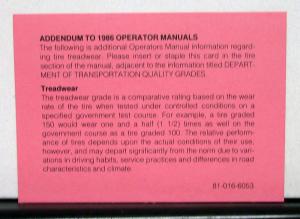 ADDENDUM TO 1986 OPERATOR MANUALS
The following is additional Operators Manual information regard-
ing tire treadwear. Please insert or staple this card in the tire
section of the manual, adjacent to the information titled DEPART-
MENT OF TRANSPORTATION QUALITY GRADES.
Treadwear
The treadwear grade is a comparative rating based on the wear
rate of the tire when tested under controlled conditions on a
specified government test course. For example, a tire graded
150 would wear one and a half (1 1/2) times as well on the
government course as a tire graded 100. The relative perform-
ance of tires depends upon the actual conditions of their use,
however, and may depart significantly from the norm due to var-
iations in driving habits, service practices and differences in road
characteristics and climate.
81-016-6053